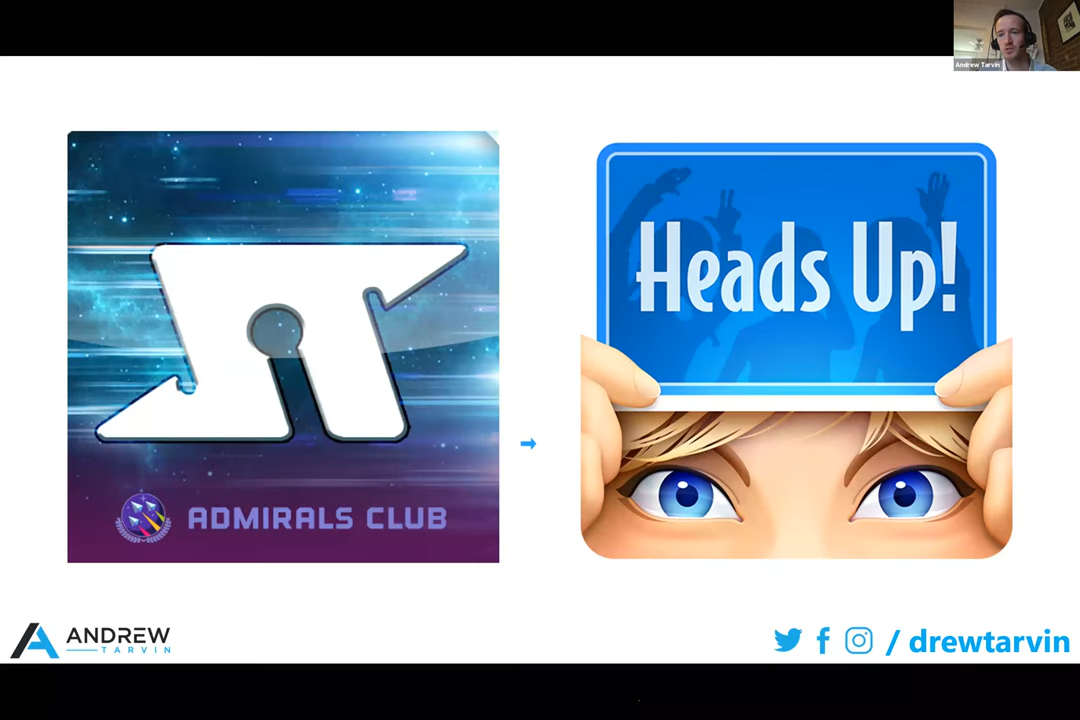 Andrew Tarvin
Heads Up!
ADMIRALS CLUB
ANDREW
TARVIN
/ drewtarvin